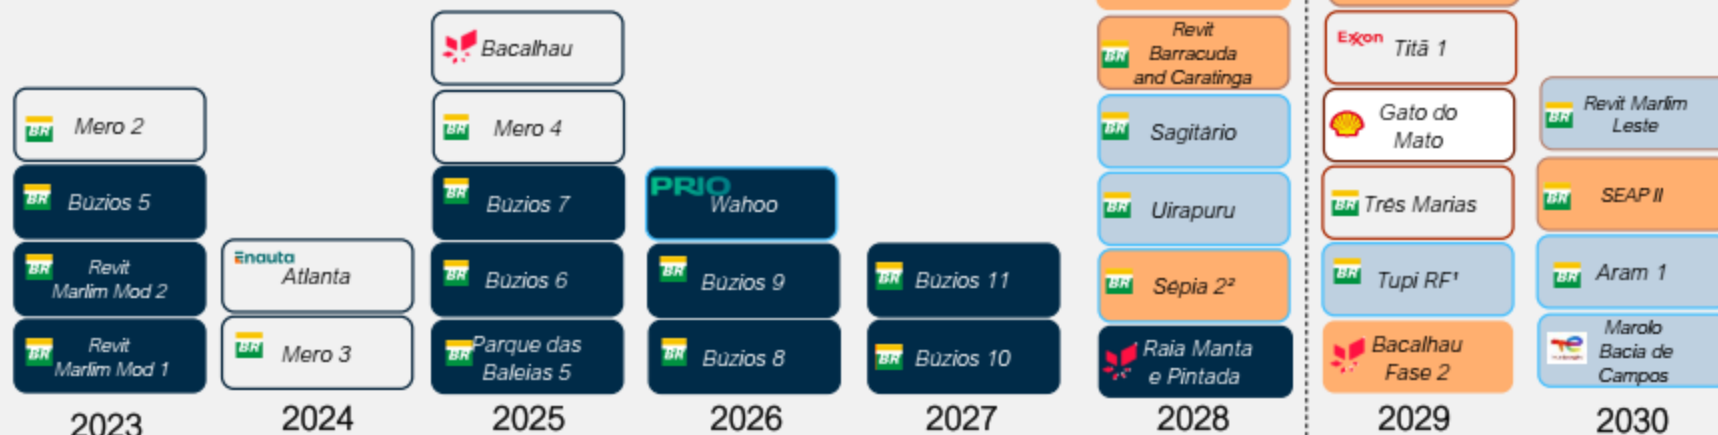 Bacalhau
Mero 2
Mero 4
Búzios 5
Búzios 7
PRIO
Wahoo
Revit
Marlim Mod 2
Enauta
Atlanta
Búzios 6
Búzios 9
Búzios 11
Revit
Marlim Mod 1
Mero 3
Parque das
Baleias 5
Búzios 8
Búzios 10
Revit
Barracuda
and Caratinga
Sagitário
Uirapuru
Sépia 2²
Raia Manta
e Pintada
Exxon
Titã 1
Gato do
Mato
Três Marias
Tupi RF¹
Bacalhau
Fase 2
Revit Marlim
Leste
SEAP II
Aram 1
Marolo
Bacia de
Campos
BR
2023
2024
2025
2026
2027
2028
2029
2030